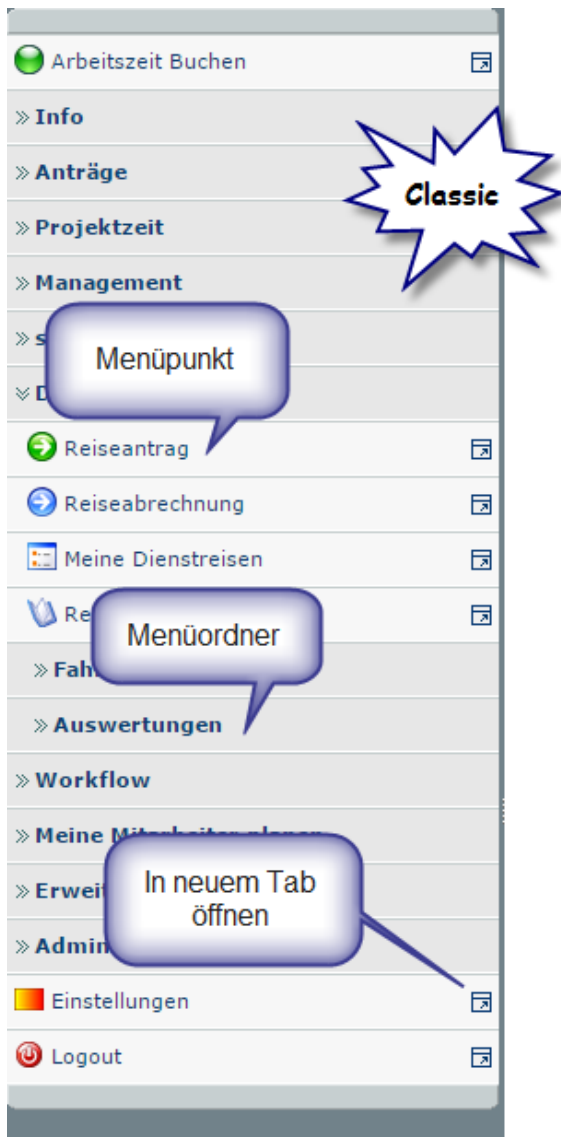 Arbeitszeit Buchen
Info
Anträge
Classic
Projektzeit
Management
Menüpunkt
Reiseantrag
Reiseabrechnung
Meine Dienstreisen
Menüordner
Auswertungen
Workflow
Meine
In neuem Tab
öffnen
Einstellungen
Logout